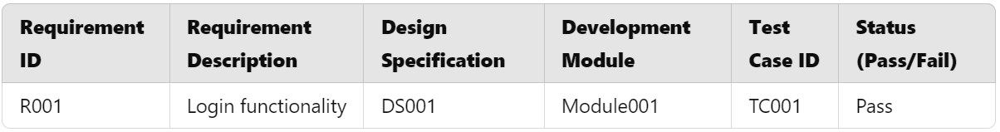 Requirement ID Requirement Description Design Specification Development Module Test Case ID Status (Pass/Fail)
R001 Login functionality DS001 Module001 TC001 Pass